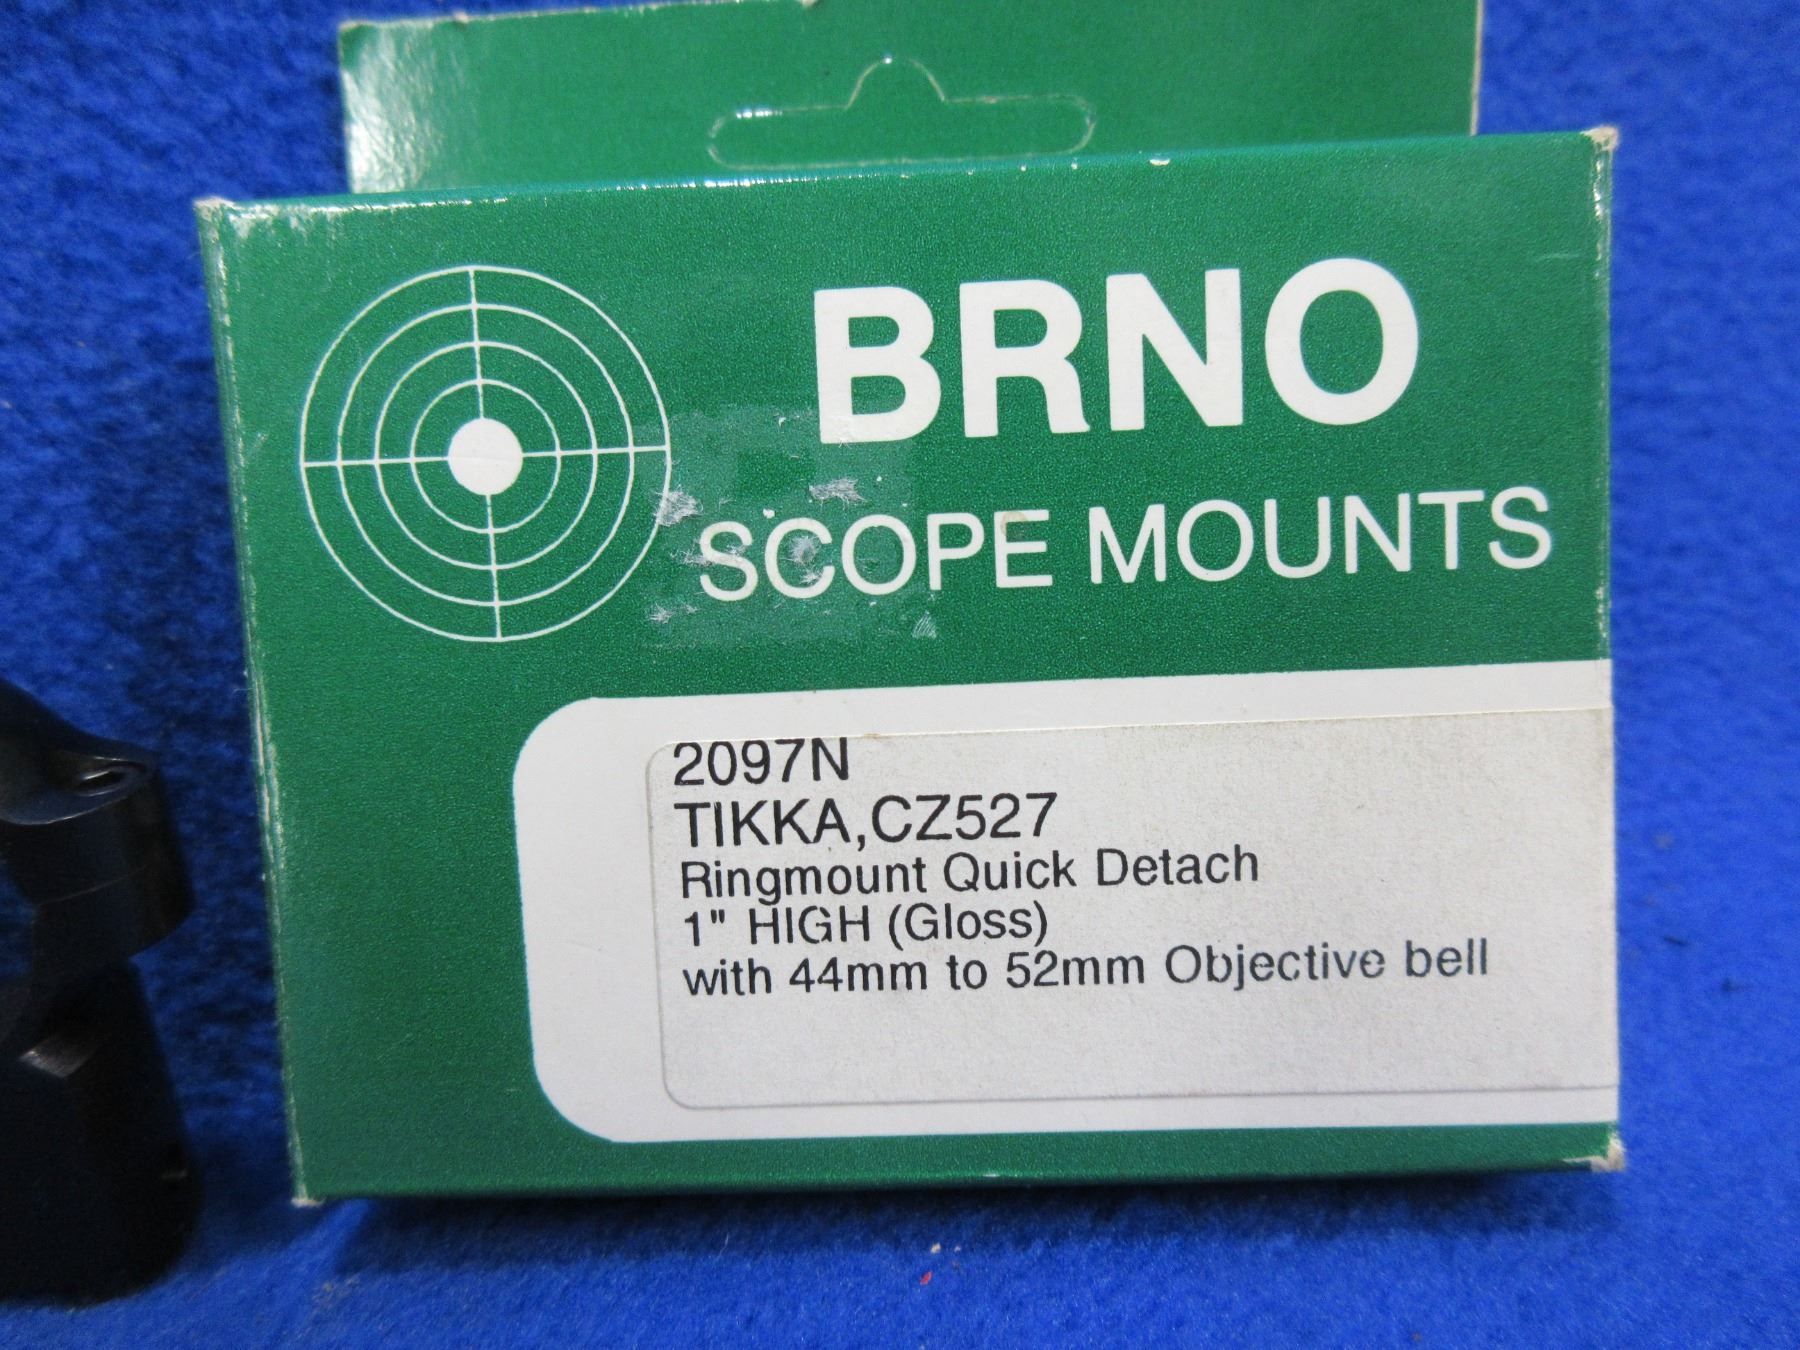 BRNO
SCOPE MOUNTS
2097N
TIKKA,CZ527
Ringmount Quick Detach
1" HIGH (Gloss)
with 44mm to 52mm Objective bell